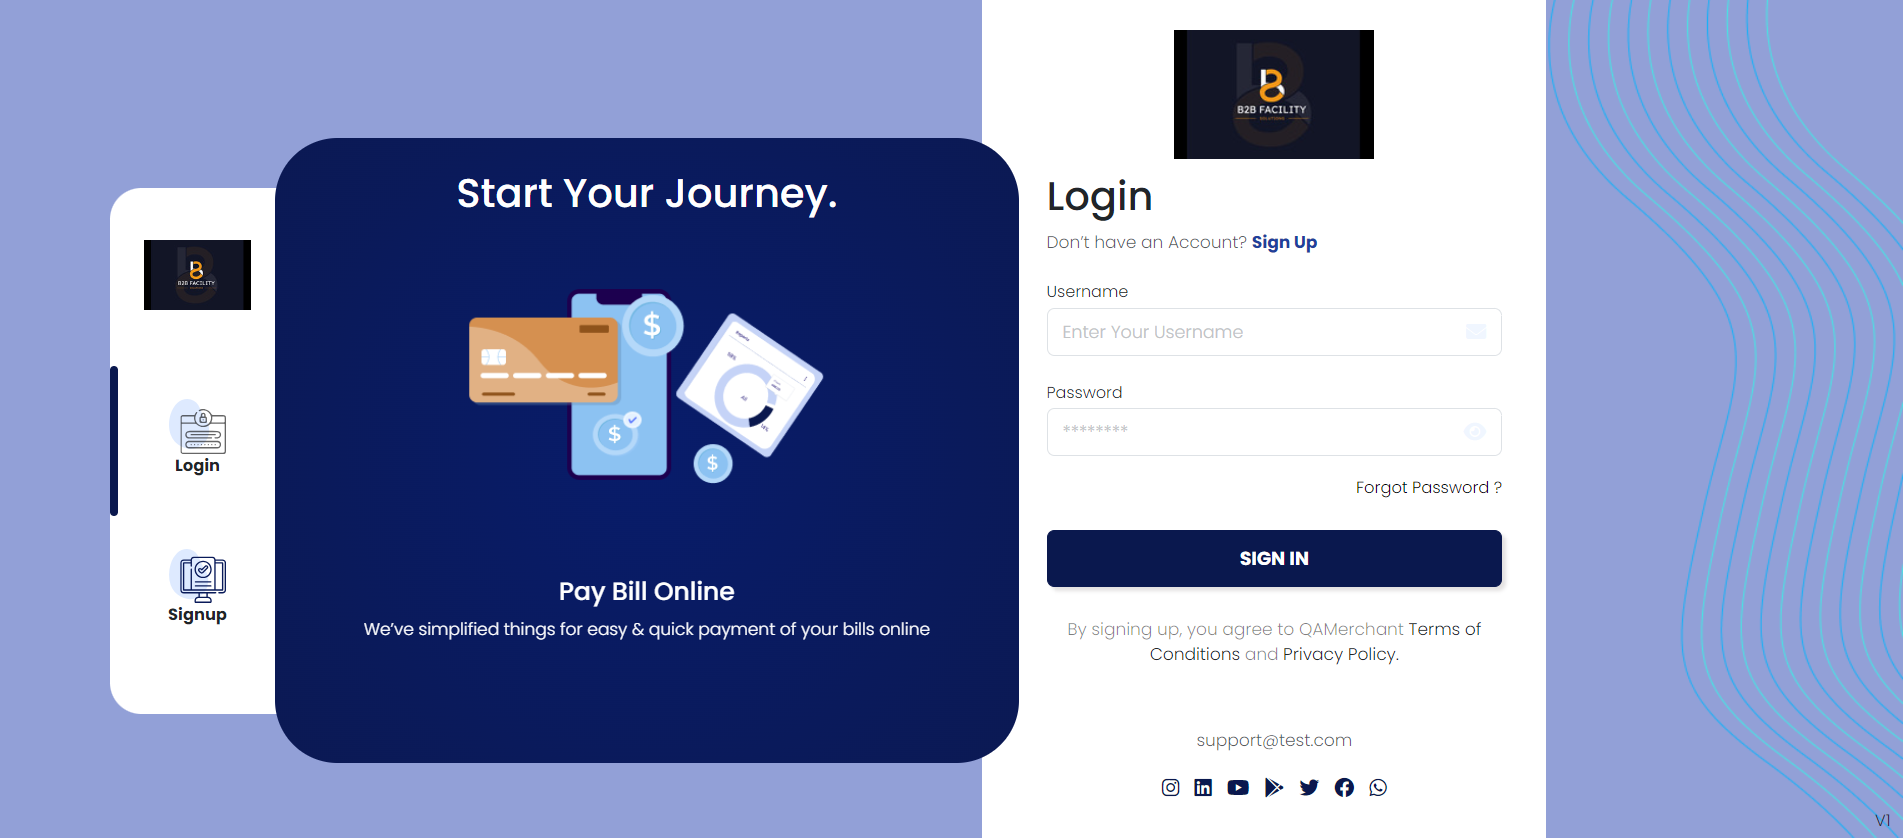 B2B FACILITY
Login
Signup
Start Your Journey.
$
$
$
Pay Bill Online
We've simplified things for easy & quick payment of your bills online
B2B FACILITY
SOLUTIONS
Login
Don't have an Account? Sign Up
Username
Enter Your Username
Password
********
Forgot Password ?
SIGN IN
By signing up, you agree to QAMerchant Terms of
Conditions and Privacy Policy.
support@test.com
V1